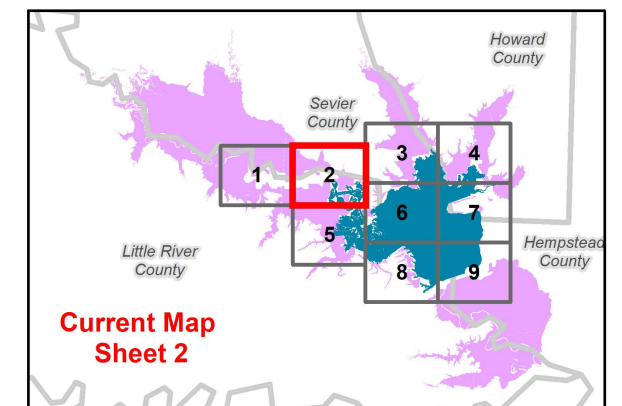 Howard
County
Sevier
County
3
4
1
2
6
7
5
Little River
County
Hempstead
County
8
9
Current Map
Sheet 2